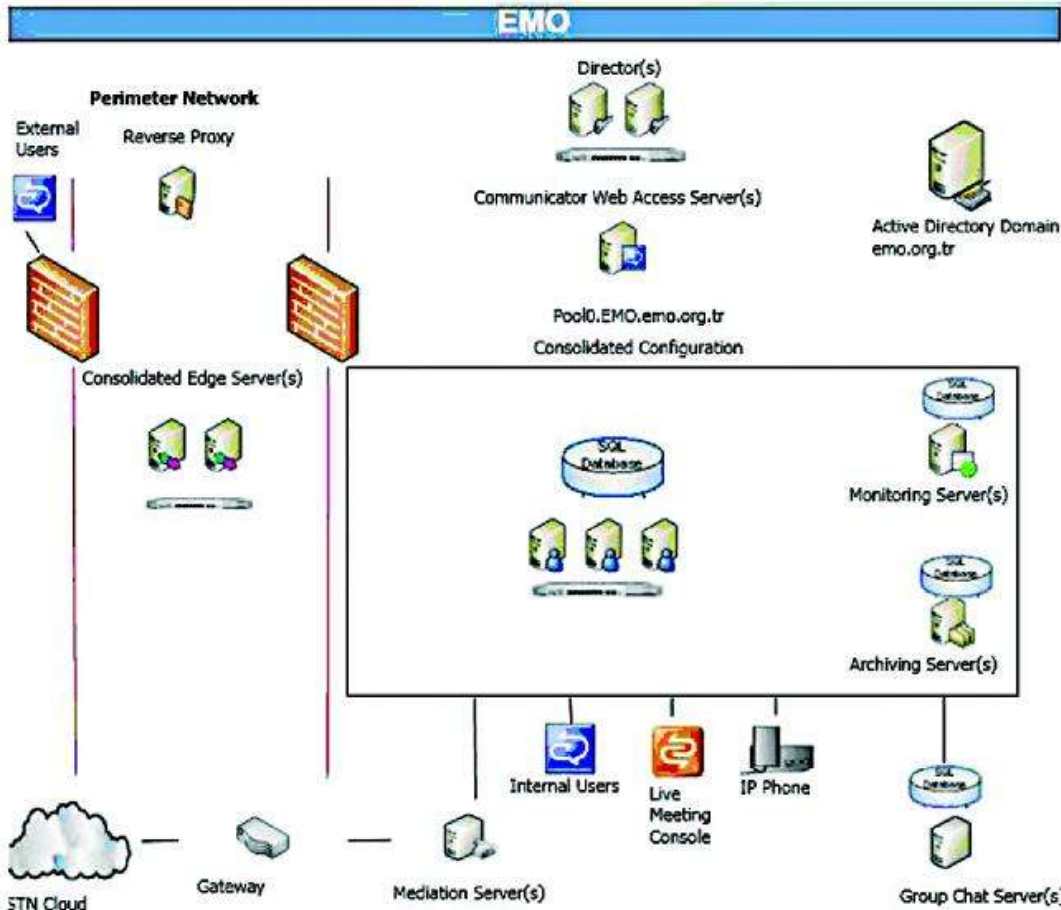 EMO
Director(s)
Perimeter Network
External
Users
Reverse Proxy
Communicator Web Access Server(s)
Active Directory Domain
emo.org.tr
Pool0.EMO.emo.org.tr
Consolidated Configuration
Consolidated Edge Server(s)
SQL
Database
SQL
Database
Monitoring Server(s)
SQL
Database
Archiving Server(s)
Internal Users
Live
Meeting
Console
IP Phone
SQL
Database
STN Cloud
Gateway
Mediation Server(s)
Group Chat Server(s)